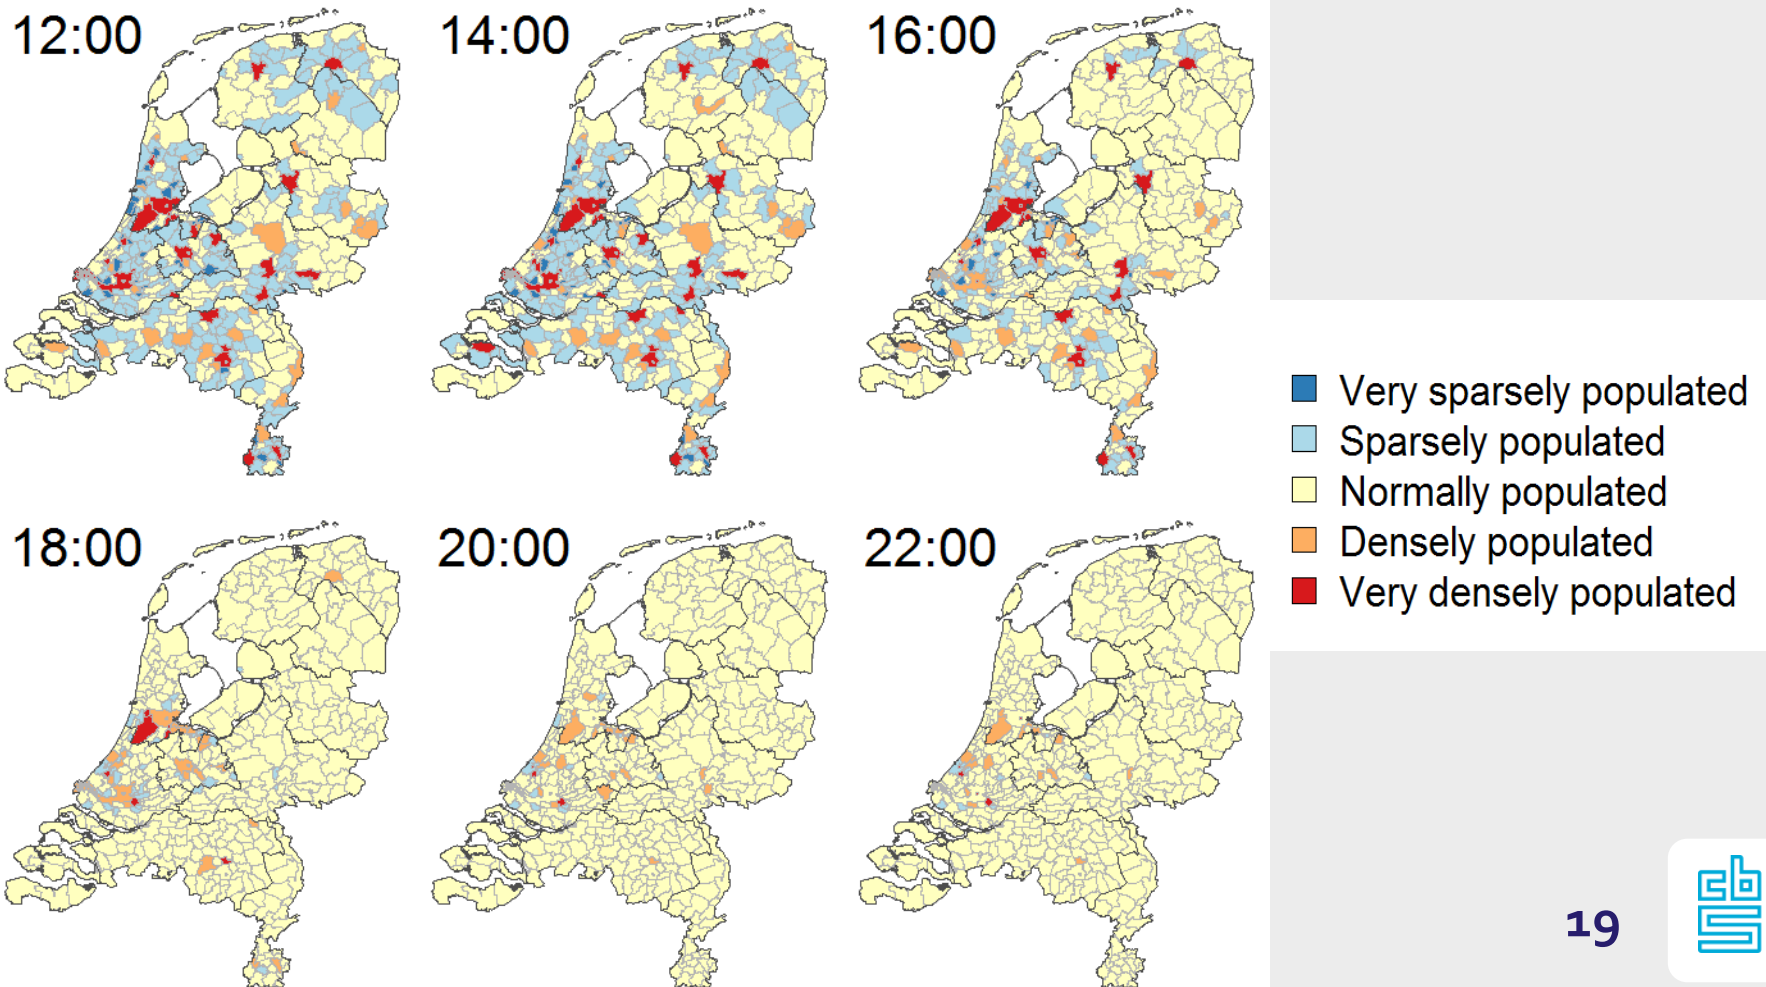 12:00
14:00
16:00
Very sparsely populated
Sparsely populated
Normally populated
Densely populated
Very densely populated
18:00
20:00
22:00
19
cbs